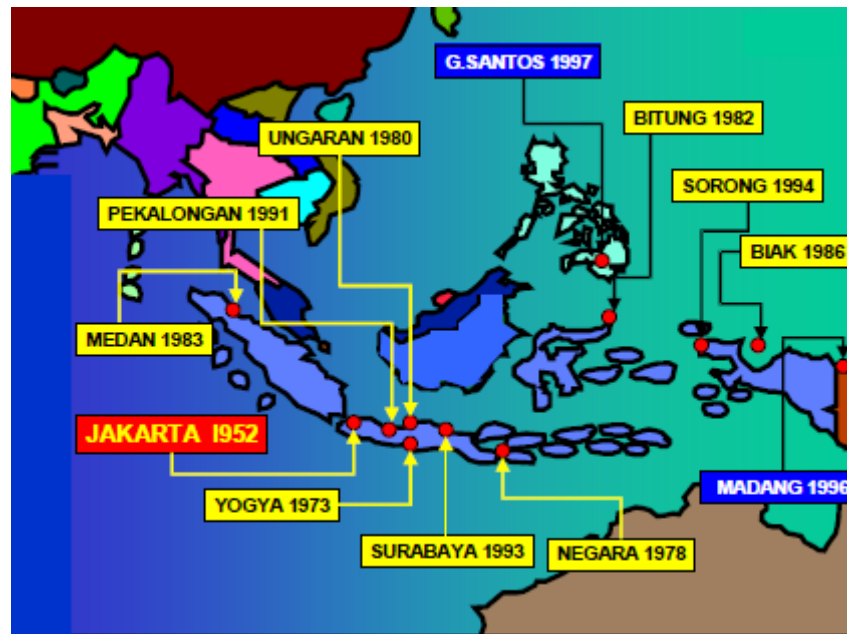 G.SANTOS 1997
BITUNG 1982
UNGARAN 1980
SORONG 1994
PEKALONGAN 1991
BIAK 1986
MEDAN 1983
JAKARTA I952
MADANG 1996
YOGYA 1973
SURABAYA 1993
NEGARA 1978